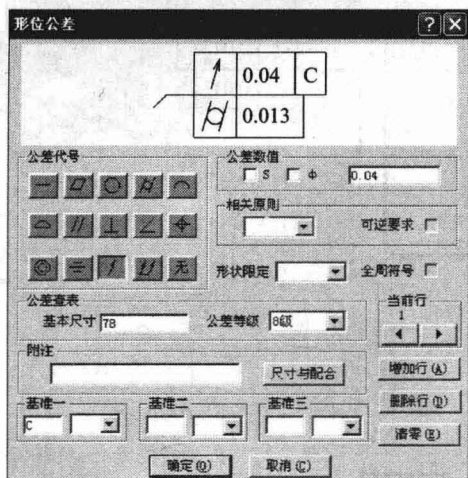 形位公差
0.04 C
0.013
公差代号
公差数值
S Φ 0.04
相关原则
可逆要求
无
形状限定 全周符号
公差查表
基本尺寸 78 公差等级 8级
当前行
1
附注
尺寸与配合
增加行(A)
删除行(D)
清零(E)
基准一 基准二 基准三
C
确定(O) 取消(C)